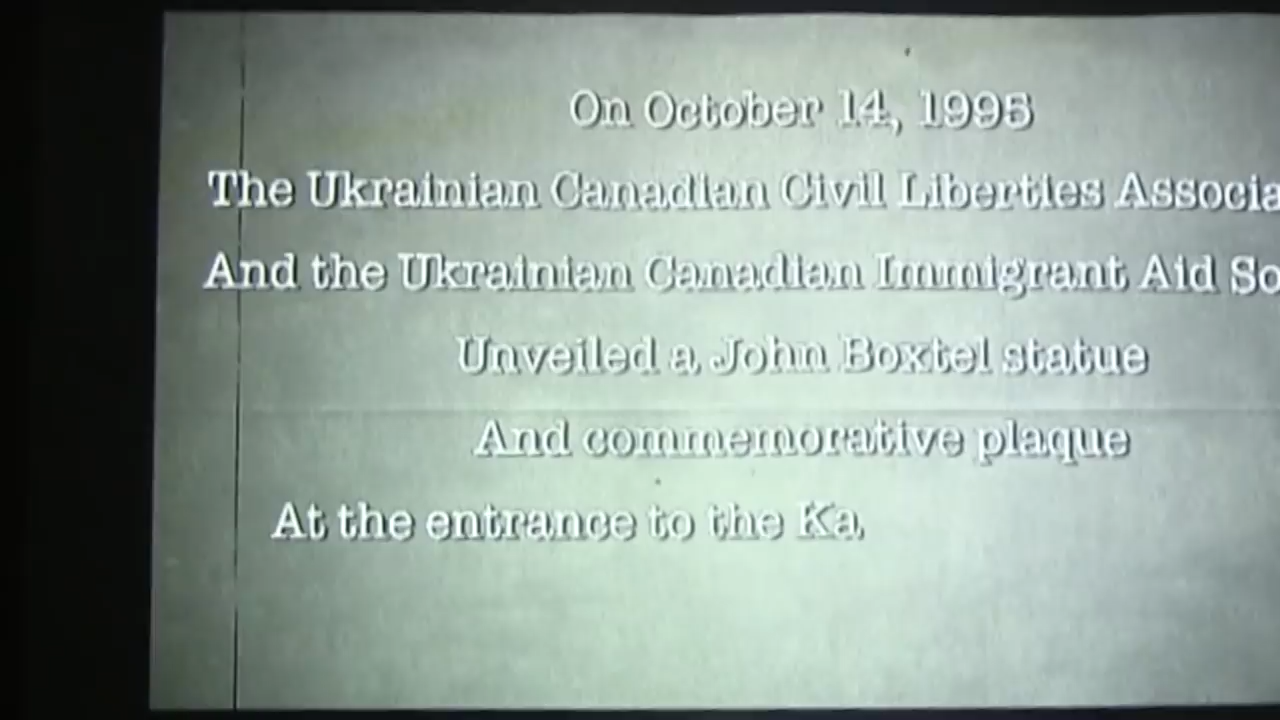 On October 14, 1995
The Ukrainian Canadian Civil Liberties Associa
And the Ukrainian Canadian Immigrant Aid So
Unveiled a John Boxtel statue
And commemorative plaque
At the entrance to the Ka